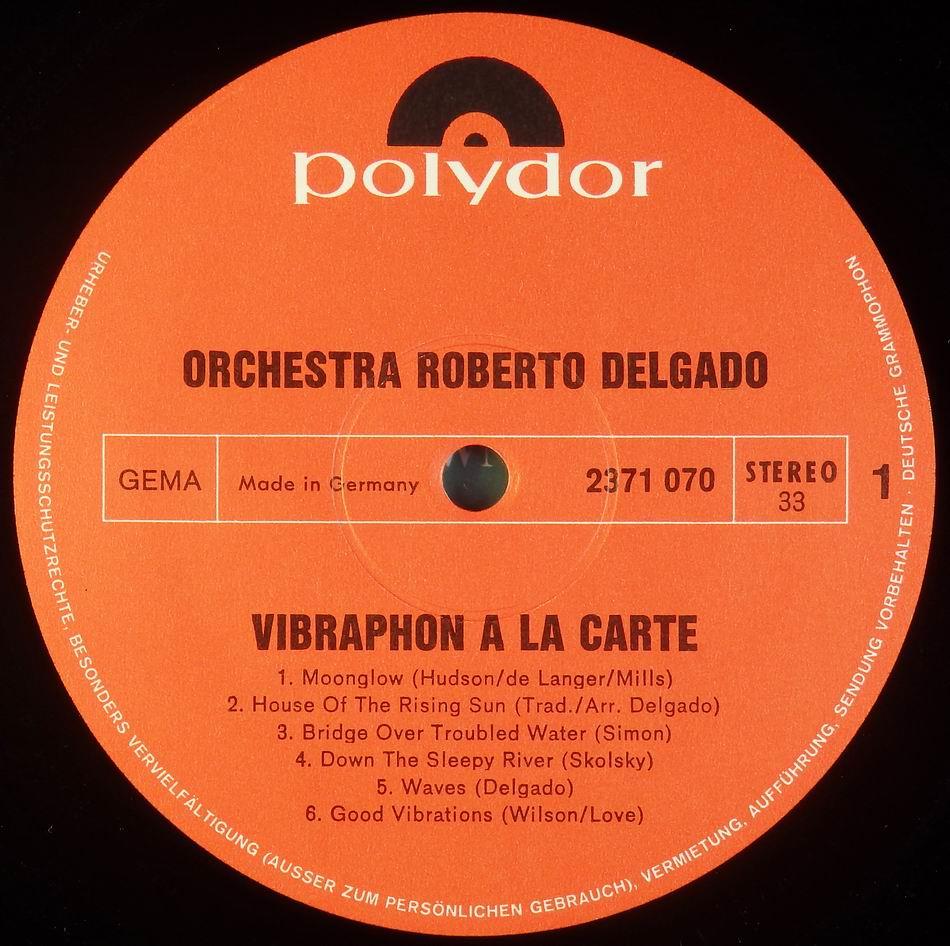 polydor
ORCHESTRA ROBERTO DELGADO
GEMA
Made in Germany
2371 070
STEREO
33
1
VIBRAPHON A LA CARTE
1. Moonglow (Hudson/de Langer/Mills)
2. House Of The Rising Sun (Trad./Arr. Delgado)
3. Bridge Over Troubled Water (Simon)
4. Down The Sleepy River (Skolsky)
5. Waves (Delgado)
6. Good Vibrations (Wilson/Love)
URHEBER- UND LEISTUNGSSCHUTZRECHTE, BESONDERS VERVIELFÄLTIGUNG (AUSSER ZUM PERSÖNLICHEN GEBRAUCH), VERMIETUNG, AUFFÜHRUNG, SENDUNG VORBEHALTEN · DEUTSCHE GRAMMOPHON